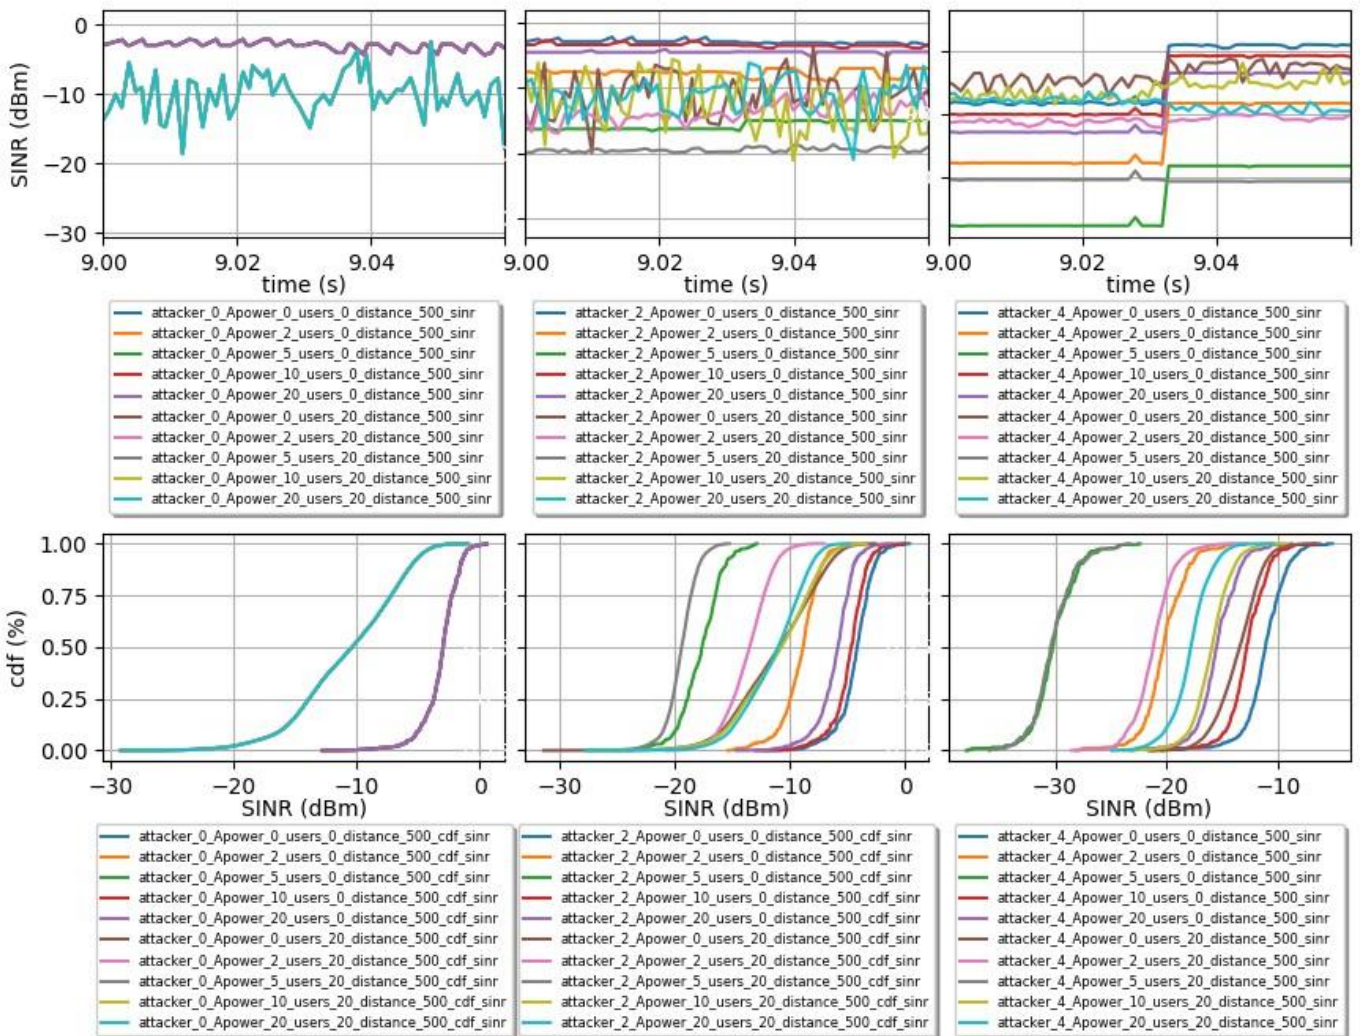 0
−10
−20
−30
SINR (dBm)
9.00 9.02 9.04
time (s)
9.00 9.02 9.04
time (s)
9.00 9.02 9.04
time (s)
attacker_0_Apower_0_users_0_distance_500_sinr
attacker_0_Apower_2_users_0_distance_500_sinr
attacker_0_Apower_5_users_0_distance_500_sinr
attacker_0_Apower_10_users_0_distance_500_sinr
attacker_0_Apower_20_users_0_distance_500_sinr
attacker_0_Apower_0_users_20_distance_500_sinr
attacker_0_Apower_2_users_20_distance_500_sinr
attacker_0_Apower_5_users_20_distance_500_sinr
attacker_0_Apower_10_users_20_distance_500_sinr
attacker_0_Apower_20_users_20_distance_500_sinr
attacker_2_Apower_0_users_0_distance_500_sinr
attacker_2_Apower_2_users_0_distance_500_sinr
attacker_2_Apower_5_users_0_distance_500_sinr
attacker_2_Apower_10_users_0_distance_500_sinr
attacker_2_Apower_20_users_0_distance_500_sinr
attacker_2_Apower_0_users_20_distance_500_sinr
attacker_2_Apower_2_users_20_distance_500_sinr
attacker_2_Apower_5_users_20_distance_500_sinr
attacker_2_Apower_10_users_20_distance_500_sinr
attacker_2_Apower_20_users_20_distance_500_sinr
attacker_4_Apower_0_users_0_distance_500_sinr
attacker_4_Apower_2_users_0_distance_500_sinr
attacker_4_Apower_5_users_0_distance_500_sinr
attacker_4_Apower_10_users_0_distance_500_sinr
attacker_4_Apower_20_users_0_distance_500_sinr
attacker_4_Apower_0_users_20_distance_500_sinr
attacker_4_Apower_2_users_20_distance_500_sinr
attacker_4_Apower_5_users_20_distance_500_sinr
attacker_4_Apower_10_users_20_distance_500_sinr
attacker_4_Apower_20_users_20_distance_500_sinr
1.00
0.75
0.50
0.25
0.00
cdf (%)
−30 −20 −10 0
SINR (dBm)
−30 −20 −10 0
SINR (dBm)
−30 −20 −10
SINR (dBm)
attacker_0_Apower_0_users_0_distance_500_cdf_sinr
attacker_0_Apower_2_users_0_distance_500_cdf_sinr
attacker_0_Apower_5_users_0_distance_500_cdf_sinr
attacker_0_Apower_10_users_0_distance_500_cdf_sinr
attacker_0_Apower_20_users_0_distance_500_cdf_sinr
attacker_0_Apower_0_users_20_distance_500_cdf_sinr
attacker_0_Apower_2_users_20_distance_500_cdf_sinr
attacker_0_Apower_5_users_20_distance_500_cdf_sinr
attacker_0_Apower_10_users_20_distance_500_cdf_sinr
attacker_0_Apower_20_users_20_distance_500_cdf_sinr
attacker_2_Apower_0_users_0_distance_500_cdf_sinr
attacker_2_Apower_2_users_0_distance_500_cdf_sinr
attacker_2_Apower_5_users_0_distance_500_cdf_sinr
attacker_2_Apower_10_users_0_distance_500_cdf_sinr
attacker_2_Apower_20_users_0_distance_500_cdf_sinr
attacker_2_Apower_0_users_20_distance_500_cdf_sinr
attacker_2_Apower_2_users_20_distance_500_cdf_sinr
attacker_2_Apower_5_users_20_distance_500_cdf_sinr
attacker_2_Apower_10_users_20_distance_500_cdf_sinr
attacker_2_Apower_20_users_20_distance_500_cdf_sinr
attacker_4_Apower_0_users_0_distance_500_sinr
attacker_4_Apower_2_users_0_distance_500_sinr
attacker_4_Apower_5_users_0_distance_500_sinr
attacker_4_Apower_10_users_0_distance_500_sinr
attacker_4_Apower_20_users_0_distance_500_sinr
attacker_4_Apower_0_users_20_distance_500_sinr
attacker_4_Apower_2_users_20_distance_500_sinr
attacker_4_Apower_5_users_20_distance_500_sinr
attacker_4_Apower_10_users_20_distance_500_sinr
attacker_4_Apower_20_users_20_distance_500_sinr